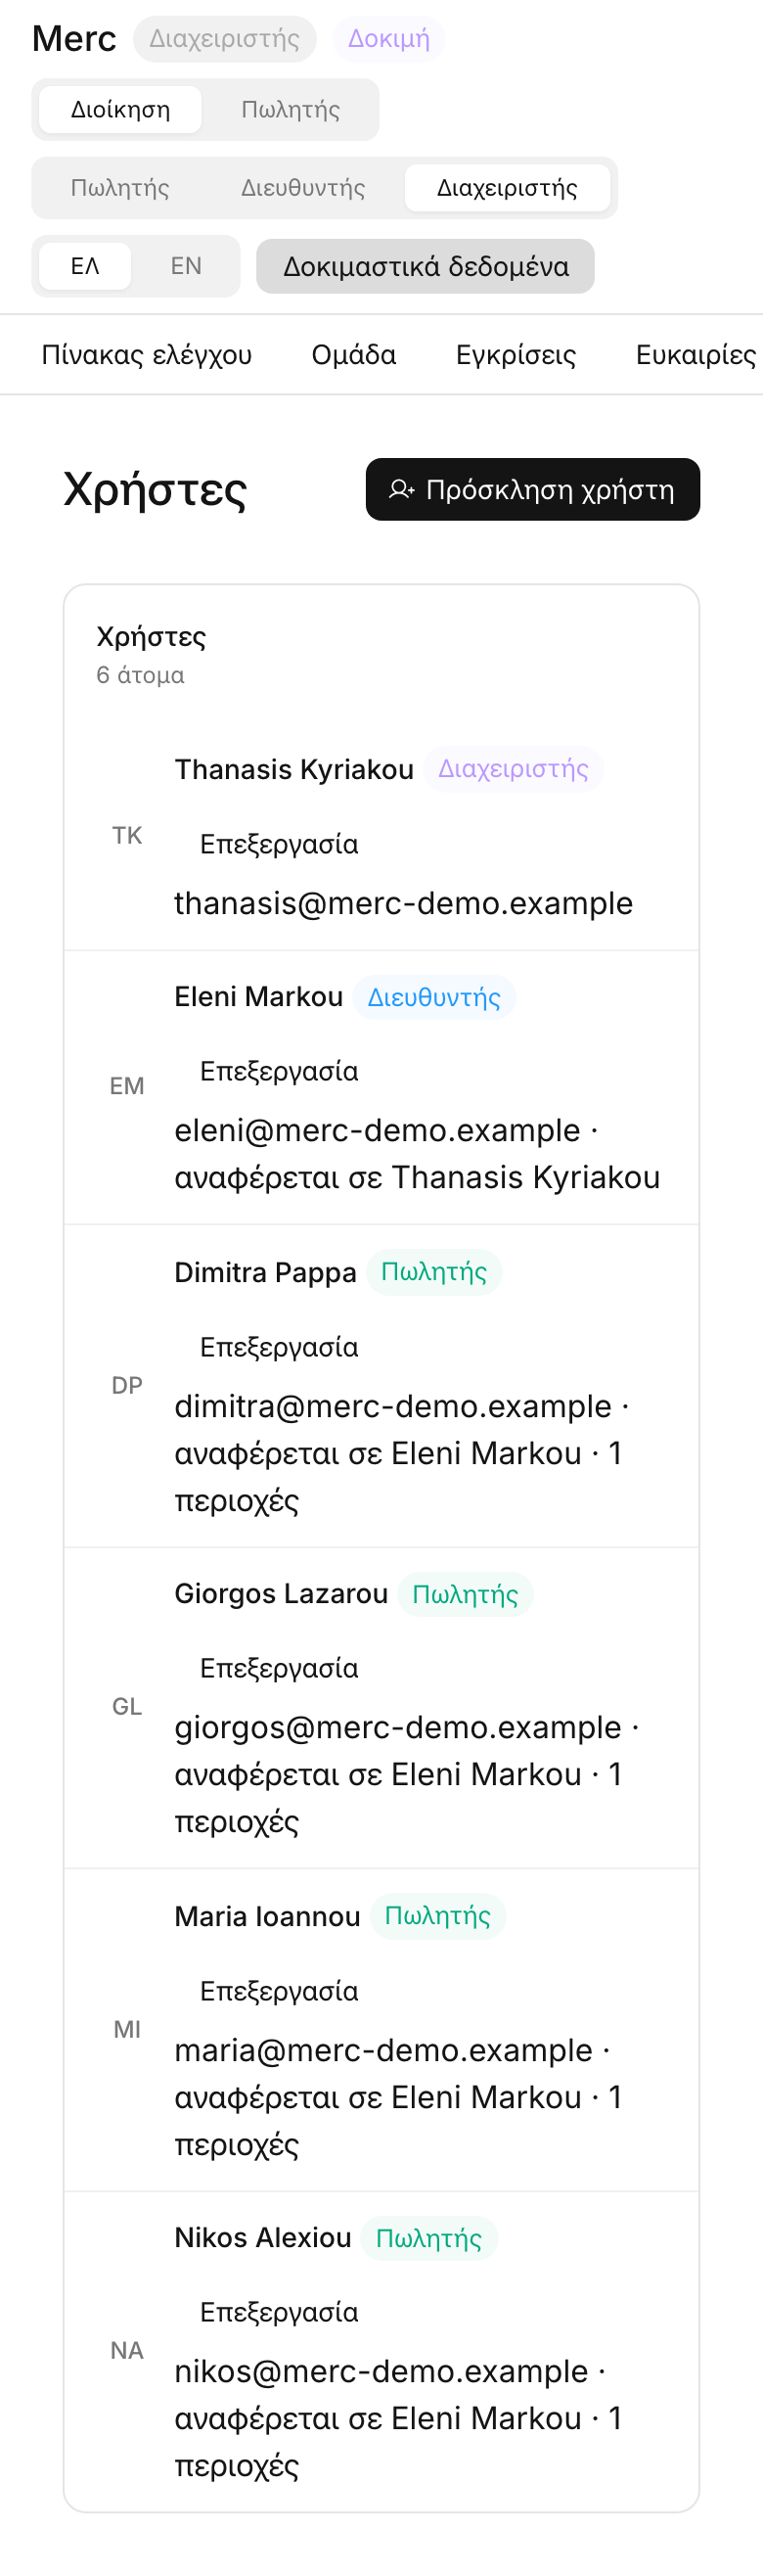 Merc Διαχειριστής Δοκιμή
Διοίκηση Πωλητής
Πωλητής Διευθυντής Διαχειριστής
ΕΛ EN Δοκιμαστικά δεδομένα
Πίνακας ελέγχου Ομάδα Εγκρίσεις Ευκαιρίες
Χρήστες Πρόσκληση χρήστη
Χρήστες
6 άτομα
Thanasis Kyriakou Διαχειριστής
TK
Επεξεργασία
thanasis@merc-demo.example
Eleni Markou Διευθυντής
Επεξεργασία
EM
eleni@merc-demo.example ·
αναφέρεται σε Thanasis Kyriakou
Dimitra Pappa Πωλητής
Επεξεργασία
DP
dimitra@merc-demo.example ·
αναφέρεται σε Eleni Markou · 1
περιοχές
Giorgos Lazarou Πωλητής
Επεξεργασία
GL
giorgos@merc-demo.example ·
αναφέρεται σε Eleni Markou · 1
περιοχές
Maria Ioannou Πωλητής
Επεξεργασία
MI
maria@merc-demo.example ·
αναφέρεται σε Eleni Markou · 1
περιοχές
Nikos Alexiou Πωλητής
Επεξεργασία
NA
nikos@merc-demo.example ·
αναφέρεται σε Eleni Markou · 1
περιοχές